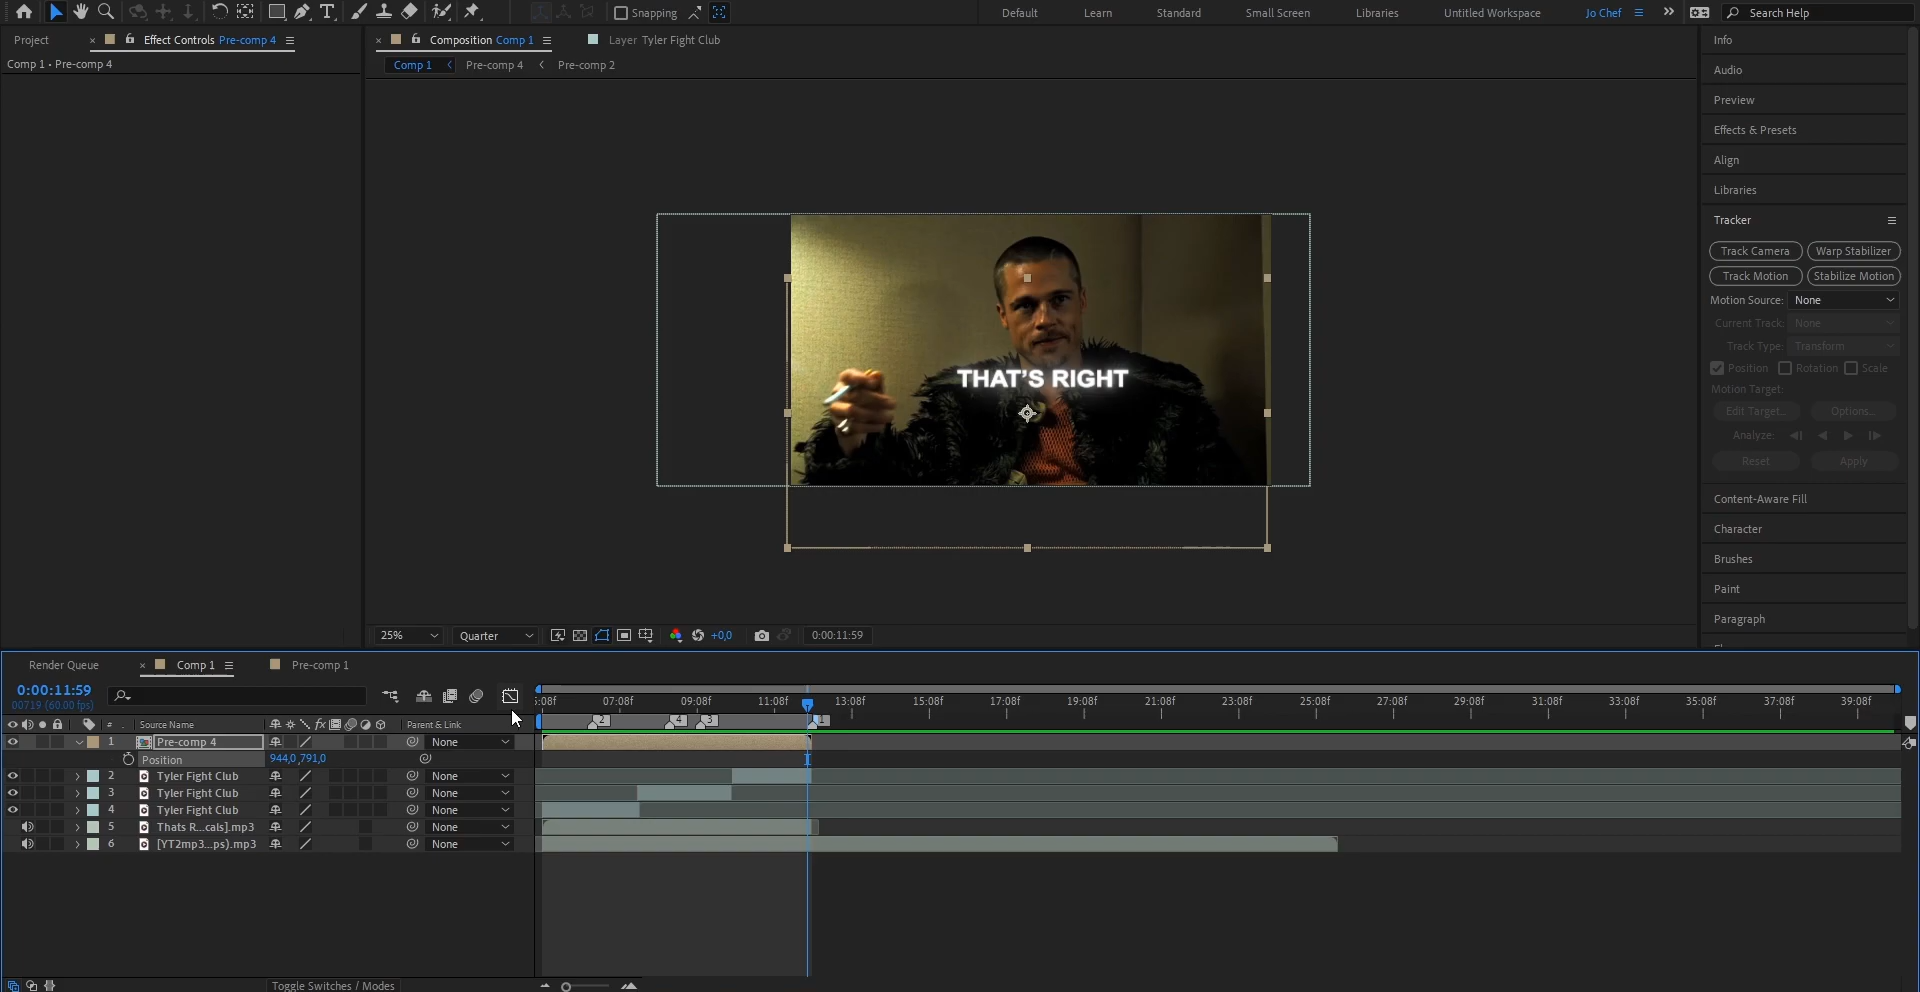 Snapping
Default
Learn
Standard
Small Screen
Libraries
Untitled Workspace
Jo Chef
Search Help
Project
Effect Controls Pre-comp 4
Composition Comp 1
Layer Tyler Fight Club
Comp 1 • Pre-comp 4
Comp 1
Pre-comp 4
Pre-comp 2
Info
Audio
Preview
Effects & Presets
Align
Libraries
Tracker
Track Camera
Warp Stabilizer
Track Motion
Stabilize Motion
Motion Source: None
Current Track: None
Track Type: Transform
Position Rotation Scale
Motion Target:
Edit Target... Options...
Analyze:
Reset Apply
Content-Aware Fill
Character
Brushes
Paint
Paragraph
THAT'S RIGHT
25%
Quarter
+0,0
0:00:11:59
Render Queue
Comp 1
Pre-comp 1
0:00:11:59
00719 (60.00 fps)
5:08f 07:08f 09:08f 11:08f 13:08f 15:08f 17:08f 19:08f 21:08f 23:08f 25:08f 27:08f 29:08f 31:08f 33:08f 35:08f 37:08f 39:08f
2 4 3 1
# Source Name fx Parent & Link
1 Pre-comp 4 None
Position 944,0,791,0
2 Tyler Fight Club None
3 Tyler Fight Club None
4 Tyler Fight Club None
5 Thats R...cals].mp3 None
6 [YT2mp3...ps).mp3 None
Toggle Switches / Modes